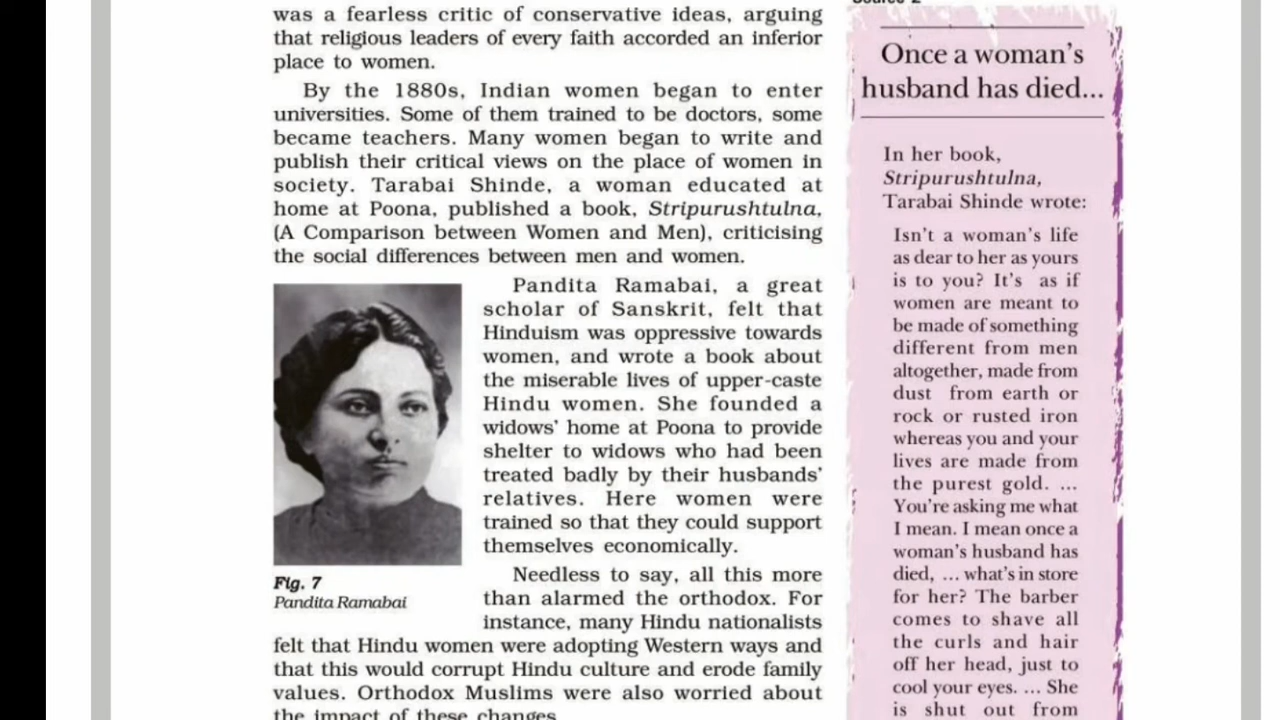 was a fearless critic of conservative ideas, arguing
that religious leaders of every faith accorded an inferior
place to women.
By the 1880s, Indian women began to enter
universities. Some of them trained to be doctors, some
became teachers. Many women began to write and
publish their critical views on the place of women in
society. Tarabai Shinde, a woman educated at
home at Poona, published a book, Stripurushtulna,
(A Comparison between Women and Men), criticising
the social differences between men and women.
Pandita Ramabai, a great
scholar of Sanskrit, felt that
Hinduism was oppressive towards
women, and wrote a book about
the miserable lives of upper-caste
Hindu women. She founded a
widows' home at Poona to provide
shelter to widows who had been
treated badly by their husbands'
relatives. Here women were
trained so that they could support
themselves economically.
Fig. 7
Pandita Ramabai
Needless to say, all this more
than alarmed the orthodox. For
instance, many Hindu nationalists
felt that Hindu women were adopting Western ways and
that this would corrupt Hindu culture and erode family
values. Orthodox Muslims were also worried about
the impact of these changes.
Source 2
Once a woman's
husband has died...
In her book,
Stripurushtulna,
Tarabai Shinde wrote:
Isn't a woman's life
as dear to her as yours
is to you? It's as if
women are meant to
be made of something
different from men
altogether, made from
dust from earth or
rock or rusted iron
whereas you and your
lives are made from
the purest gold. ...
You're asking me what
I mean. I mean once a
woman's husband has
died, ... what's in store
for her? The barber
comes to shave all
the curls and hair
off her head, just to
cool your eyes. ... She
is shut out from